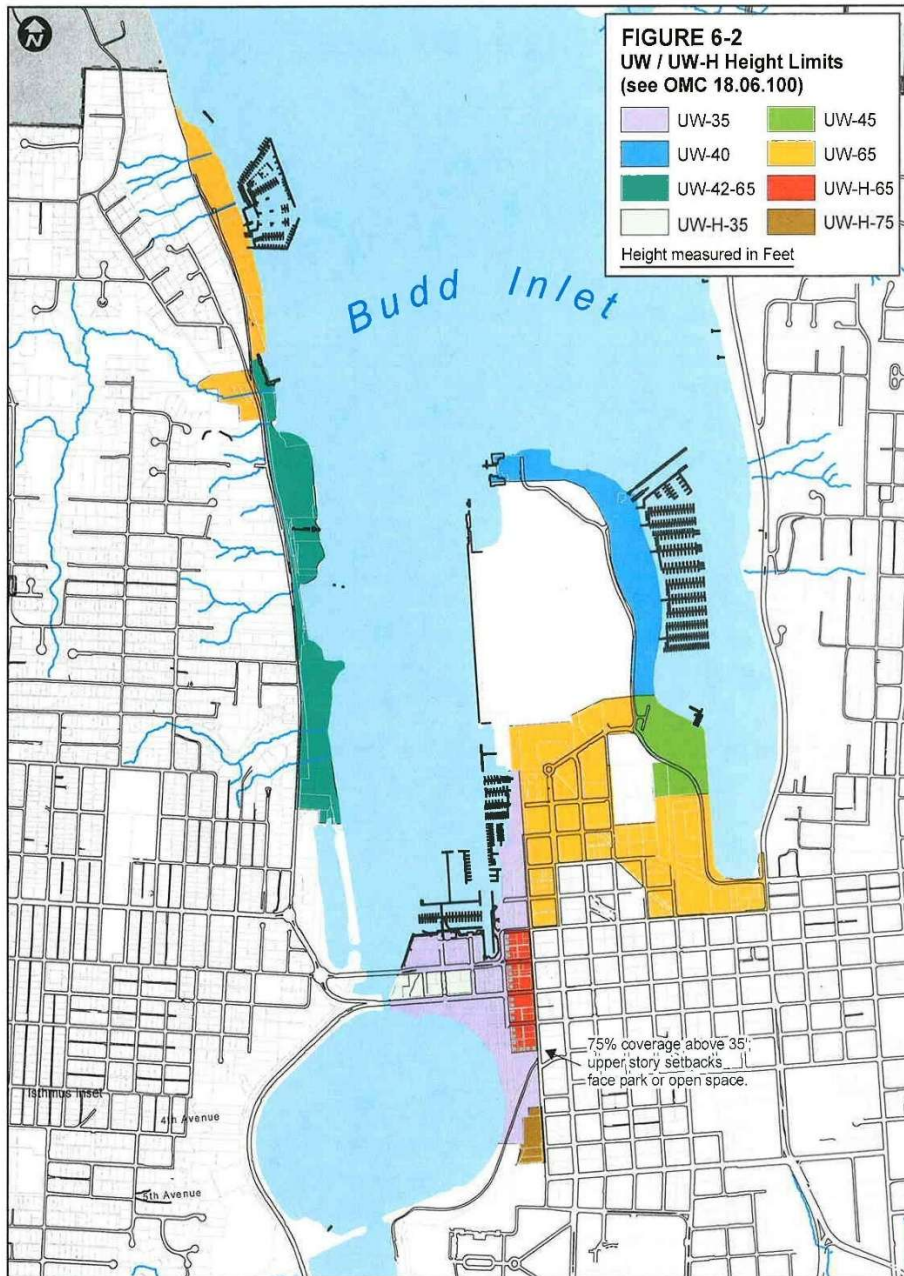 N
FIGURE 6-2
UW / UW-H Height Limits
(see OMC 18.06.100)
UW-35
UW-45
UW-40
UW-65
UW-42-65
UW-H-65
UW-H-35
UW-H-75
Height measured in Feet
Budd Inlet
75% coverage above 35';
upper story setbacks
face park or open space.
Isthmus Inset
4th Avenue
5th Avenue